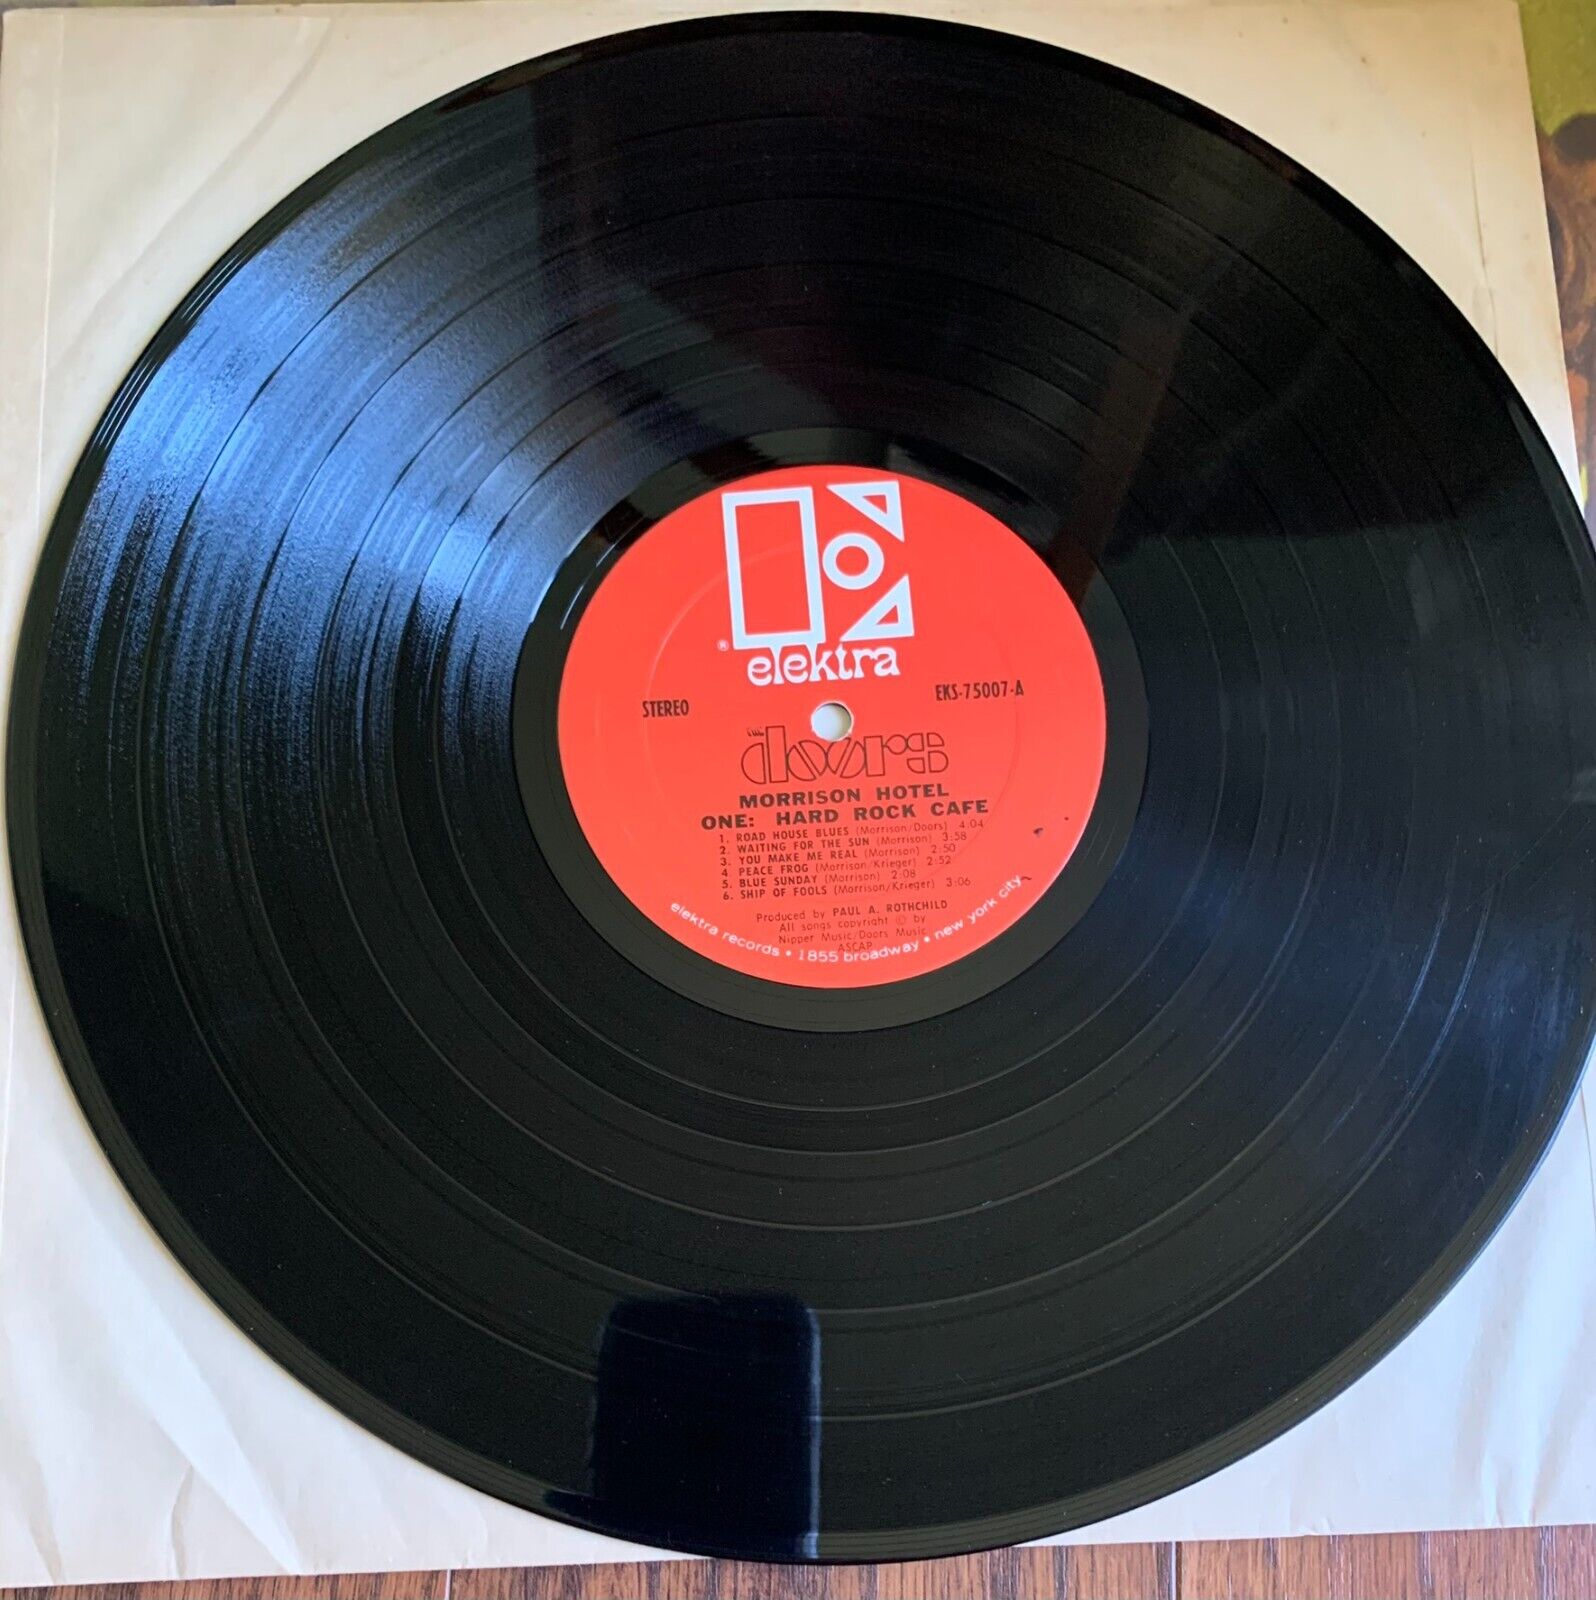 ®
elektra
STEREO
EKS-75007-A
THE
doors
MORRISON HOTEL
ONE: HARD ROCK CAFE
1. ROAD HOUSE BLUES (Morrison/Doors) 4:04
2. WAITING FOR THE SUN (Morrison) 3:58
3. YOU MAKE ME REAL (Morrison) 2:50
4. PEACE FROG (Morrison/Krieger) 2:52
5. BLUE SUNDAY (Morrison) 2:08
6. SHIP OF FOOLS (Morrison/Krieger) 3:06
Produced by PAUL A. ROTHCHILD
All songs copyright © by
Nipper Music/Doors Music
ASCAP
elektra records • 1855 broadway • new york city